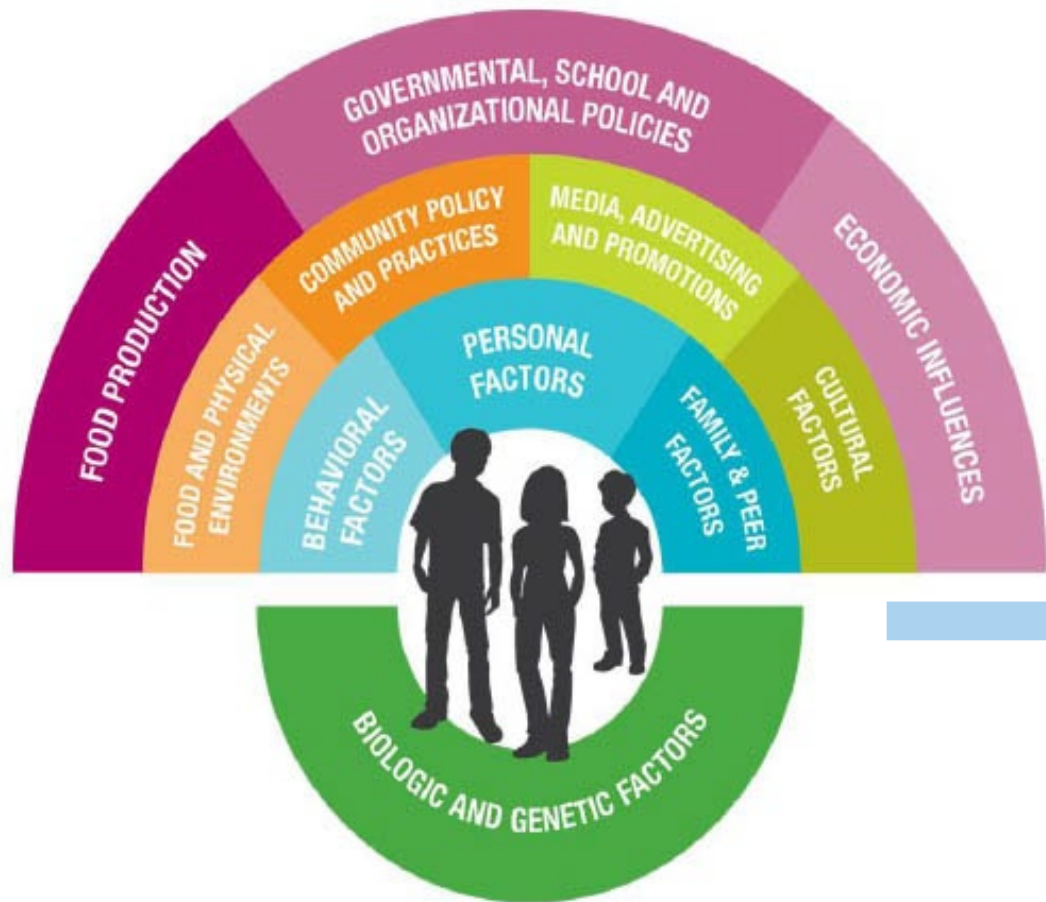 GOVERNMENTAL, SCHOOL AND
ORGANIZATIONAL POLICIES
FOOD PRODUCTION
ECONOMIC INFLUENCES
COMMUNITY POLICY
AND PRACTICES
MEDIA, ADVERTISING
AND PROMOTIONS
FOOD AND PHYSICAL
ENVIRONMENTS
CULTURAL
FACTORS
PERSONAL
FACTORS
BEHAVIORAL
FACTORS
FAMILY & PEER
FACTORS
BIOLOGIC AND GENETIC FACTORS